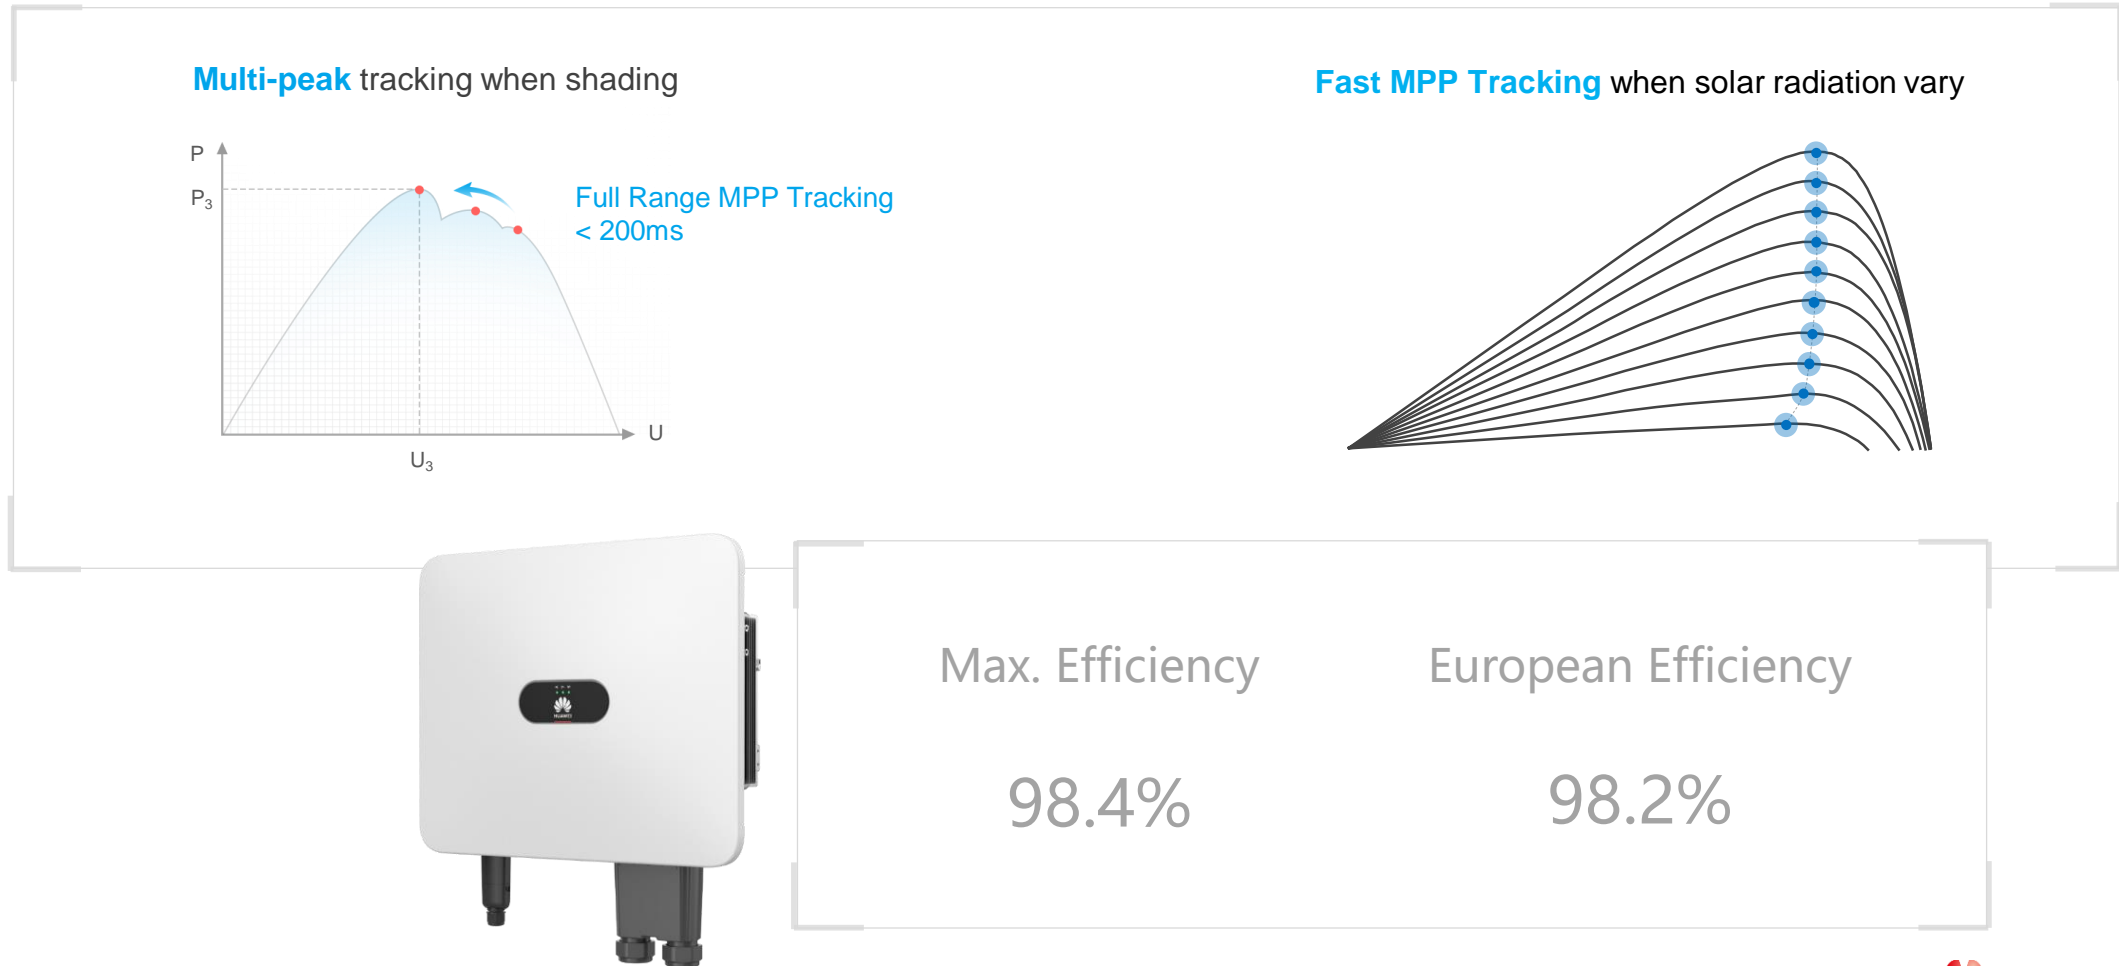 Multi-peak tracking when shading
Fast MPP Tracking when solar radiation vary
P
P3
Full Range MPP Tracking
< 200ms
U
U3
HUAWEI
Max. Efficiency
European Efficiency
98.4%
98.2%